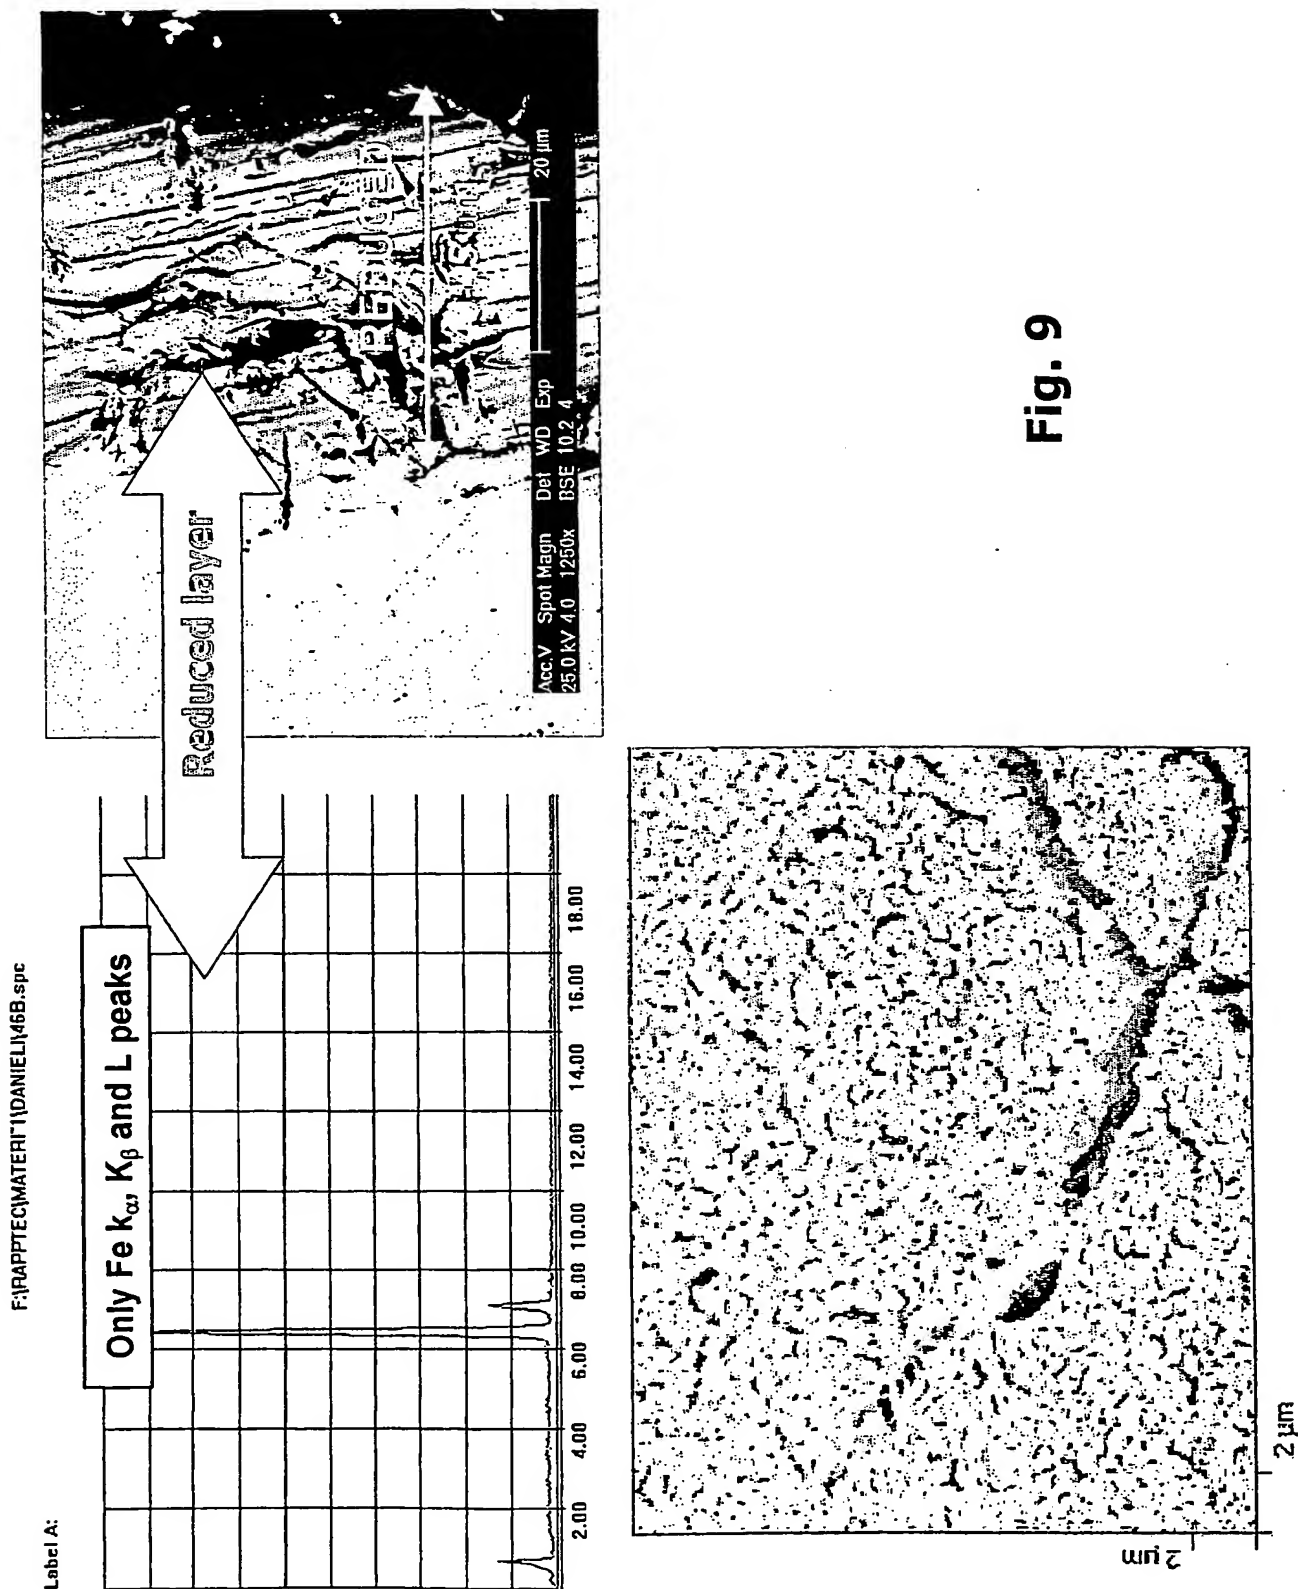 F:\RAPPTEC\MATERI~1\DANIELI\46B.spc
Label A:
Only Fe kα, Kβ and L peaks
2.00 4.00 6.00 8.00 10.00 12.00 14.00 16.00 18.00
Reduced layer
REDUCED
Acc.V Spot Magn Det WD Exp 20 µm
25.0 kV 4.0 1250x BSE 10.2 4
2 µm
2 µm
Fig. 9